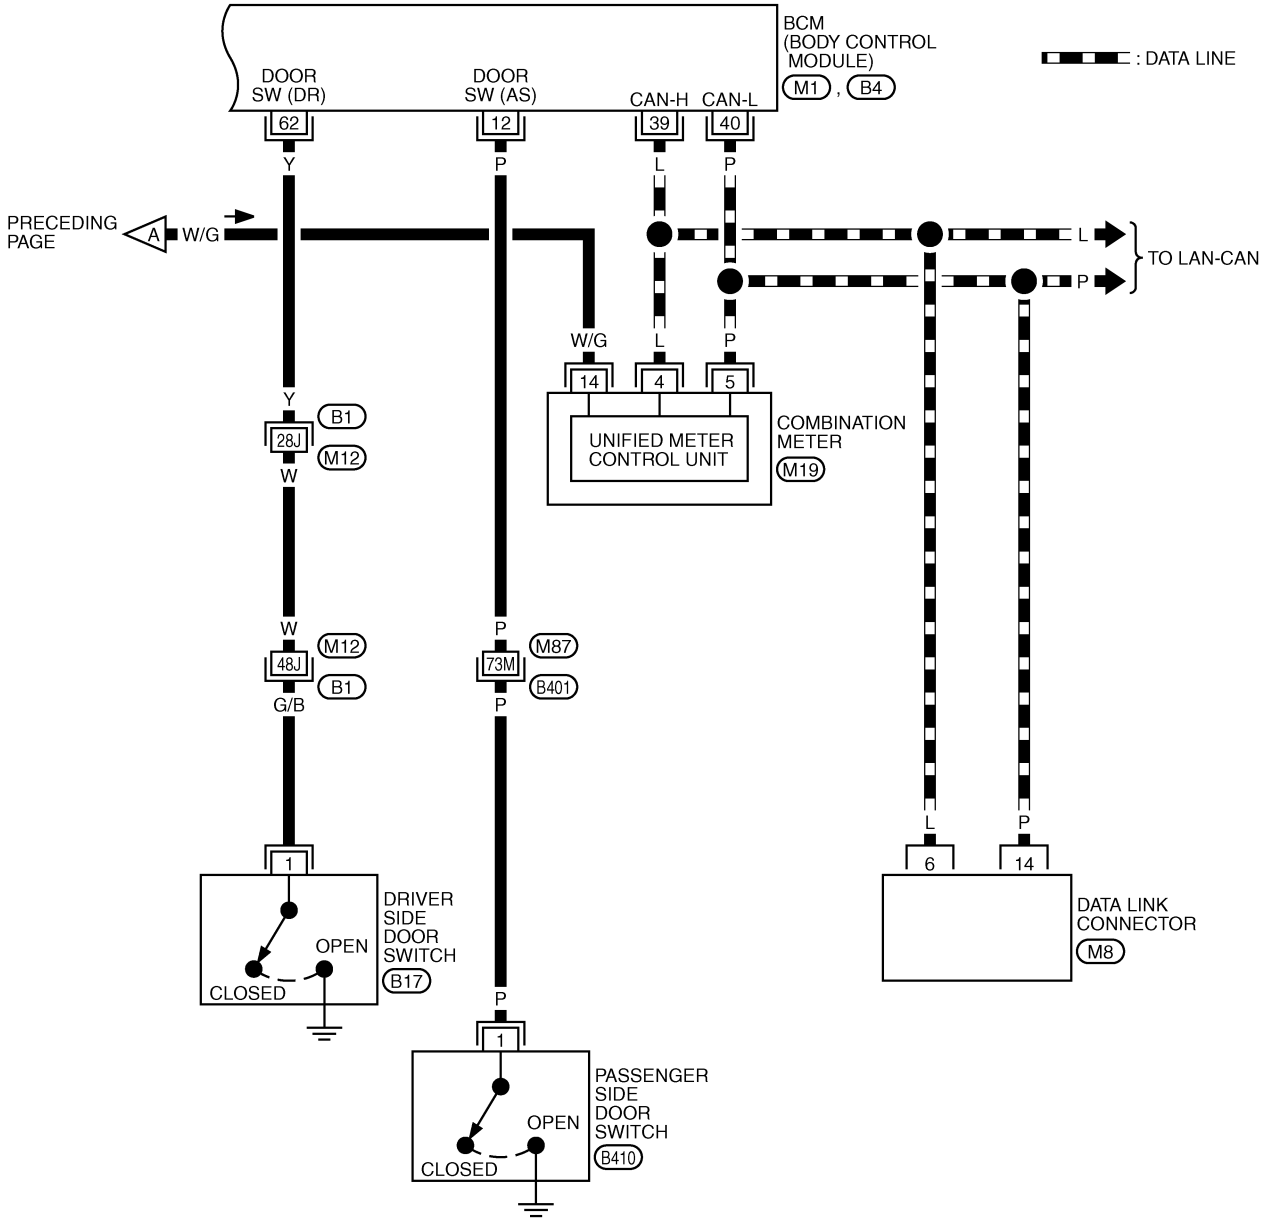 BCM
(BODY CONTROL
MODULE)
M1 , B4
: DATA LINE
DOOR
SW (DR)
DOOR
SW (AS)
CAN-H
CAN-L
62
12
39
40
Y
P
L
P
PRECEDING
PAGE
A
W/G
L
TO LAN-CAN
P
W/G
L
P
14
4
5
UNIFIED METER
CONTROL UNIT
COMBINATION
METER
M19
Y
B1
28J
M12
W
W
M12
48J
B1
G/B
P
M87
73M
B401
P
L
P
6
14
DATA LINK
CONNECTOR
M8
1
DRIVER
SIDE
DOOR
SWITCH
B17
OPEN
CLOSED
P
1
PASSENGER
SIDE
DOOR
SWITCH
B410
OPEN
CLOSED